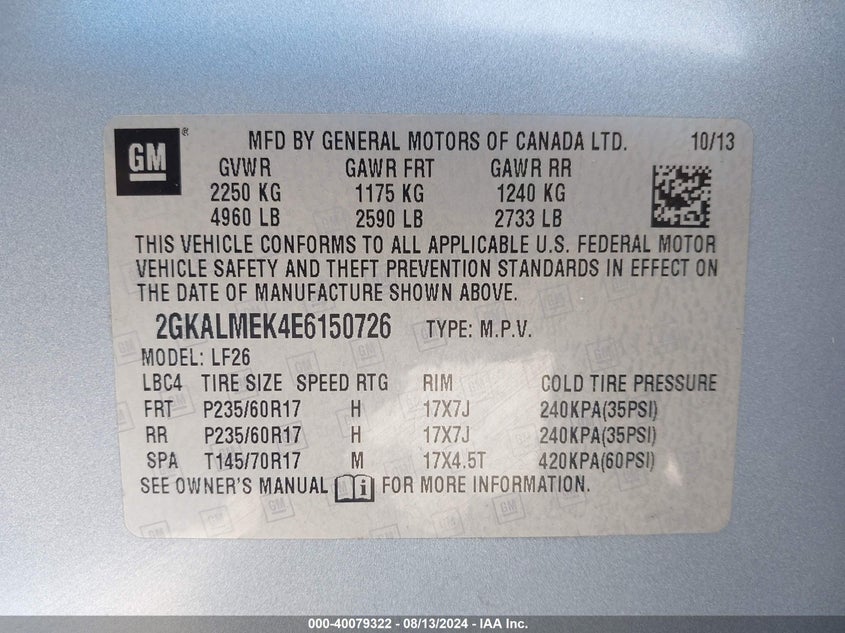 GM ® MFD BY GENERAL MOTORS OF CANADA LTD. 10/13
GVWR GAWR FRT GAWR RR
2250 KG 1175 KG 1240 KG
4960 LB 2590 LB 2733 LB
THIS VEHICLE CONFORMS TO ALL APPLICABLE U.S. FEDERAL MOTOR
VEHICLE SAFETY AND THEFT PREVENTION STANDARDS IN EFFECT ON
THE DATE OF MANUFACTURE SHOWN ABOVE.
2GKALMEK4E6150726 TYPE: M.P.V.
MODEL: LF26
LBC4 TIRE SIZE SPEED RTG RIM COLD TIRE PRESSURE
FRT P235/60R17 H 17X7J 240KPA(35PSI)
RR P235/60R17 H 17X7J 240KPA(35PSI)
SPA T145/70R17 M 17X4.5T 420KPA(60PSI)
SEE OWNER'S MANUAL i FOR MORE INFORMATION.
000-40079322 - 08/13/2024 - IAA Inc.